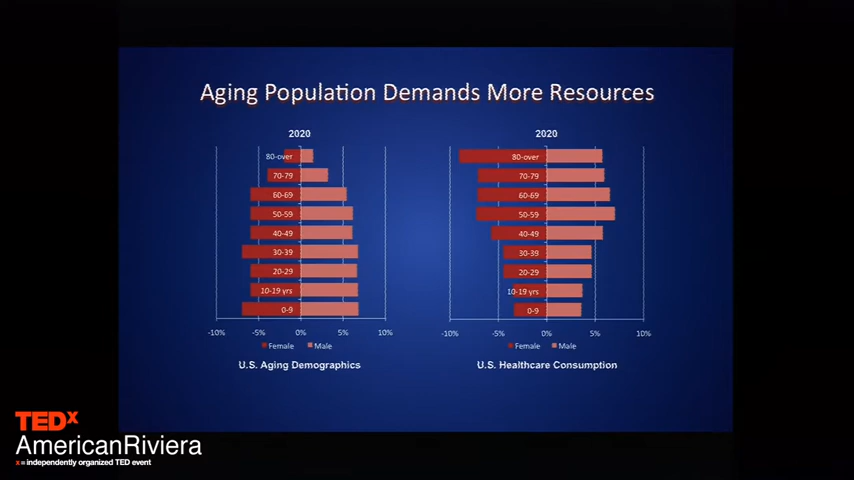 Aging Population Demands More Resources
2020
80-over
70-79
60-69
50-59
40-49
30-39
20-29
10-19 yrs
0-9
-10% -5% 0% 5% 10%
Female Male
U.S. Aging Demographics
2020
80-over
70-79
60-69
50-59
40-49
30-39
20-29
10-19 yrs
0-9
-10% -5% 0% 5% 10%
Female Male
U.S. Healthcare Consumption
TEDx
AmericanRiviera
x = independently organized TED event